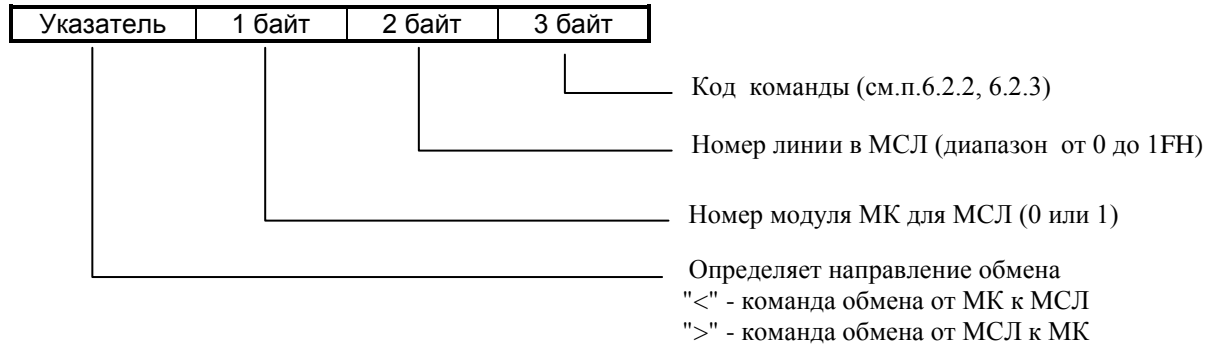 Указатель 1 байт 2 байт 3 байт
Код команды (см.п.6.2.2, 6.2.3)
Номер линии в МСЛ (диапазон от 0 до 1FH)
Номер модуля МК для МСЛ (0 или 1)
Определяет направление обмена
"<" - команда обмена от МК к МСЛ
">" - команда обмена от МСЛ к МК